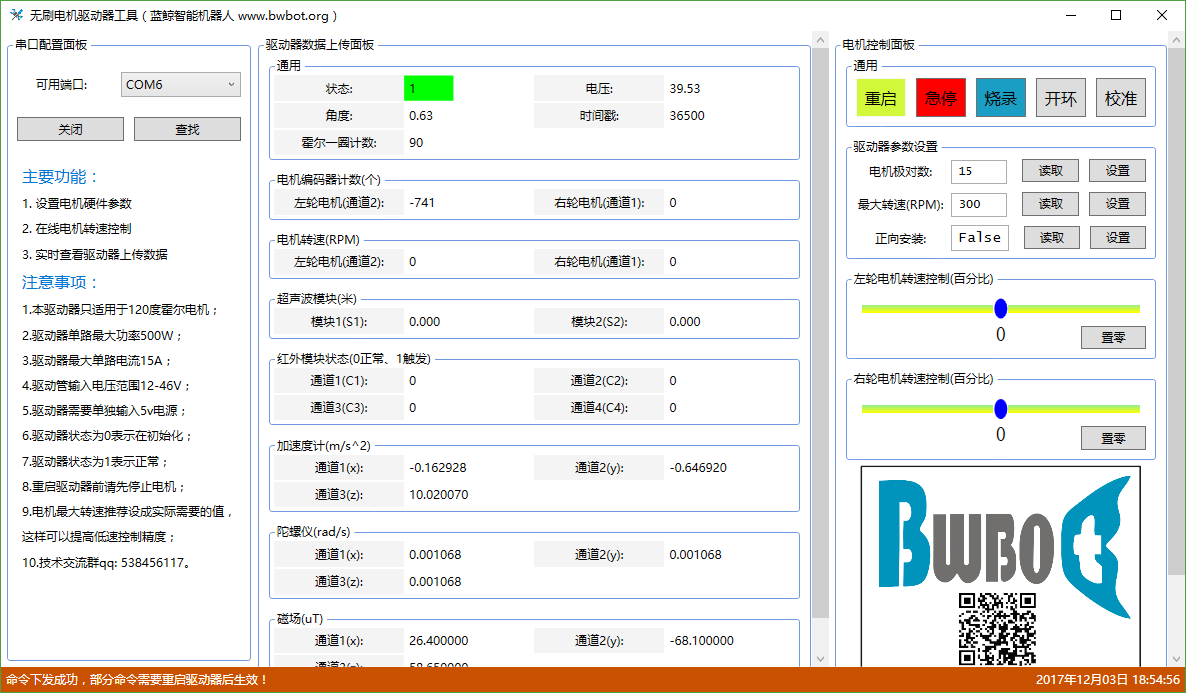 无刷电机驱动器工具（蓝鲸智能机器人 www.bwbot.org）
串口配置面板
可用端口: COM6
关闭 查找
主要功能：
1. 设置电机硬件参数
2. 在线电机转速控制
3. 实时查看驱动器上传数据
注意事项：
1.本驱动器只适用于120度霍尔电机；
2.驱动器单路最大功率500W；
3.驱动器最大单路电流15A；
4.驱动管输入电压范围12-46V；
5.驱动器需要单独输入5v电源；
6.驱动器状态为0表示在初始化；
7.驱动器状态为1表示正常；
8.重启驱动器前请先停止电机；
9.电机最大转速推荐设成实际需要的值，
这样可以提高低速控制精度；
10.技术交流群qq: 538456117。
驱动器数据上传面板
通用
状态: 1 电压: 39.53
角度: 0.63 时间戳: 36500
霍尔一圈计数: 90
电机编码器计数(个)
左轮电机(通道2): -741 右轮电机(通道1): 0
电机转速(RPM)
左轮电机(通道2): 0 右轮电机(通道1): 0
超声波模块(米)
模块1(S1): 0.000 模块2(S2): 0.000
红外模块状态(0正常、1触发)
通道1(C1): 0 通道2(C2): 0
通道3(C3): 0 通道4(C4): 0
加速度计(m/s^2)
通道1(x): -0.162928 通道2(y): -0.646920
通道3(z): 10.020070
陀螺仪(rad/s)
通道1(x): 0.001068 通道2(y): 0.001068
通道3(z): 0.001068
磁场(uT)
通道1(x): 26.400000 通道2(y): -68.100000
通道3(z): 58.650000
电机控制面板
通用
重启 急停 烧录 开环 校准
驱动器参数设置
电机极对数: 15 读取 设置
最大转速(RPM): 300 读取 设置
正向安装: False 读取 设置
左轮电机转速控制(百分比)
0 置零
右轮电机转速控制(百分比)
0 置零
BWBOT
命令下发成功，部分命令需要重启驱动器后生效！ 2017年12月03日 18:54:56